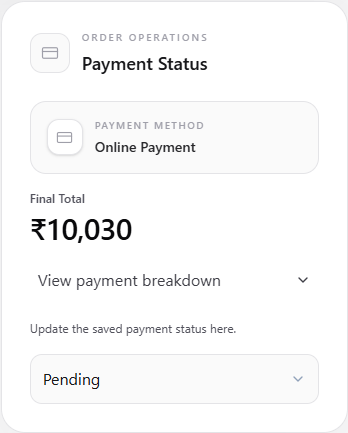 ORDER OPERATIONS
Payment Status
PAYMENT METHOD
Online Payment
Final Total
₹10,030
View payment breakdown
Update the saved payment status here.
Pending